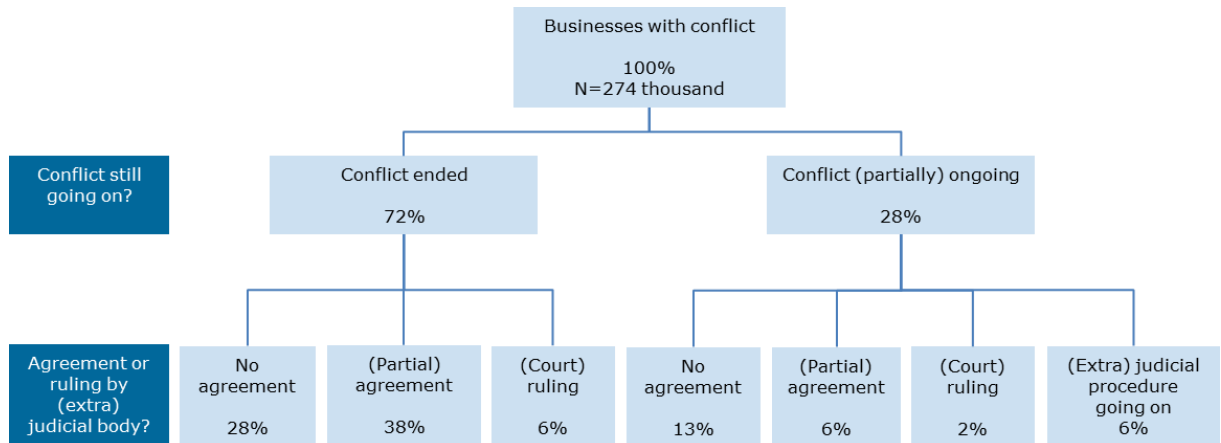 Businesses with conflict
100%
N=274 thousand
Conflict still
going on?
Conflict ended
72%
Conflict (partially) ongoing
28%
Agreement or
ruling by
(extra)
judicial body?
No
agreement
28%
(Partial)
agreement
38%
(Court)
ruling
6%
No
agreement
13%
(Partial)
agreement
6%
(Court)
ruling
2%
(Extra) judicial
procedure
going on
6%